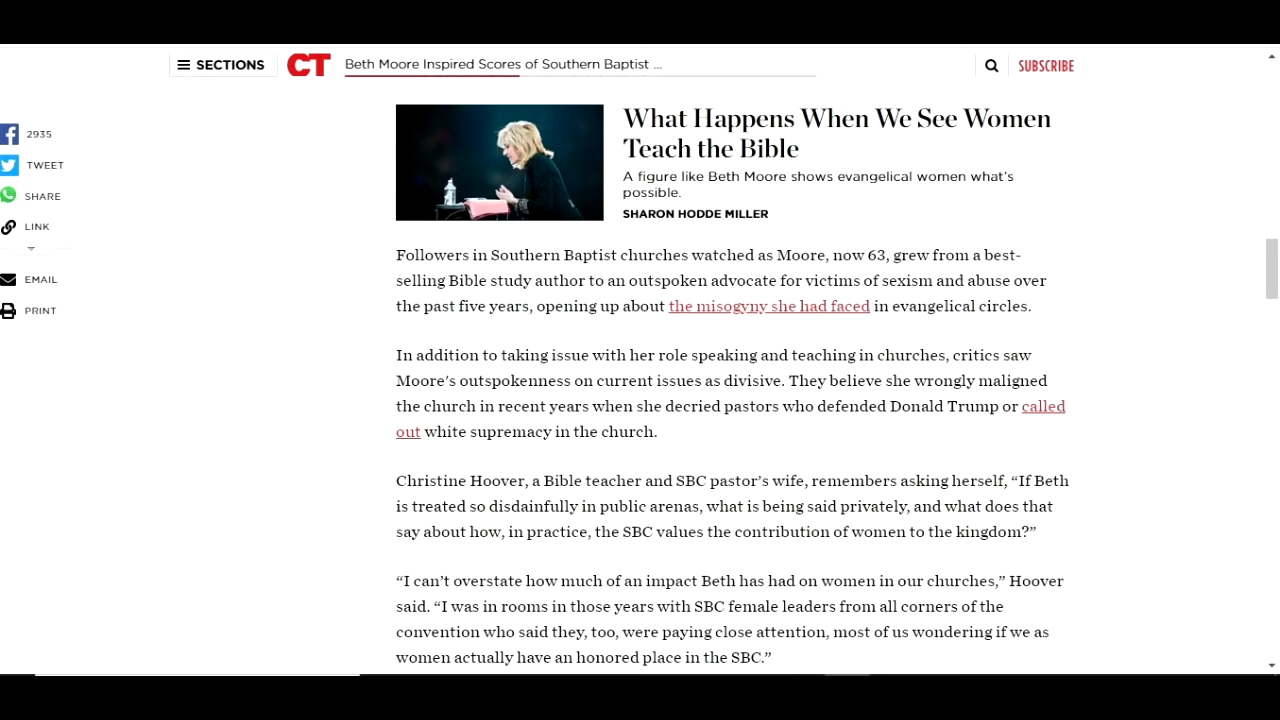 SECTIONS
CT
Beth Moore Inspired Scores of Southern Baptist ...
SUBSCRIBE
2935
TWEET
SHARE
LINK
EMAIL
PRINT
What Happens When We See Women
Teach the Bible
A figure like Beth Moore shows evangelical women what's
possible.
SHARON HODDE MILLER
Followers in Southern Baptist churches watched as Moore, now 63, grew from a best-
selling Bible study author to an outspoken advocate for victims of sexism and abuse over
the past five years, opening up about the misogyny she had faced in evangelical circles.
In addition to taking issue with her role speaking and teaching in churches, critics saw
Moore's outspokenness on current issues as divisive. They believe she wrongly maligned
the church in recent years when she decried pastors who defended Donald Trump or called
out white supremacy in the church.
Christine Hoover, a Bible teacher and SBC pastor's wife, remembers asking herself, “If Beth
is treated so disdainfully in public arenas, what is being said privately, and what does that
say about how, in practice, the SBC values the contribution of women to the kingdom?”
“I can't overstate how much of an impact Beth has had on women in our churches,” Hoover
said. “I was in rooms in those years with SBC female leaders from all corners of the
convention who said they, too, were paying close attention, most of us wondering if we as
women actually have an honored place in the SBC.”